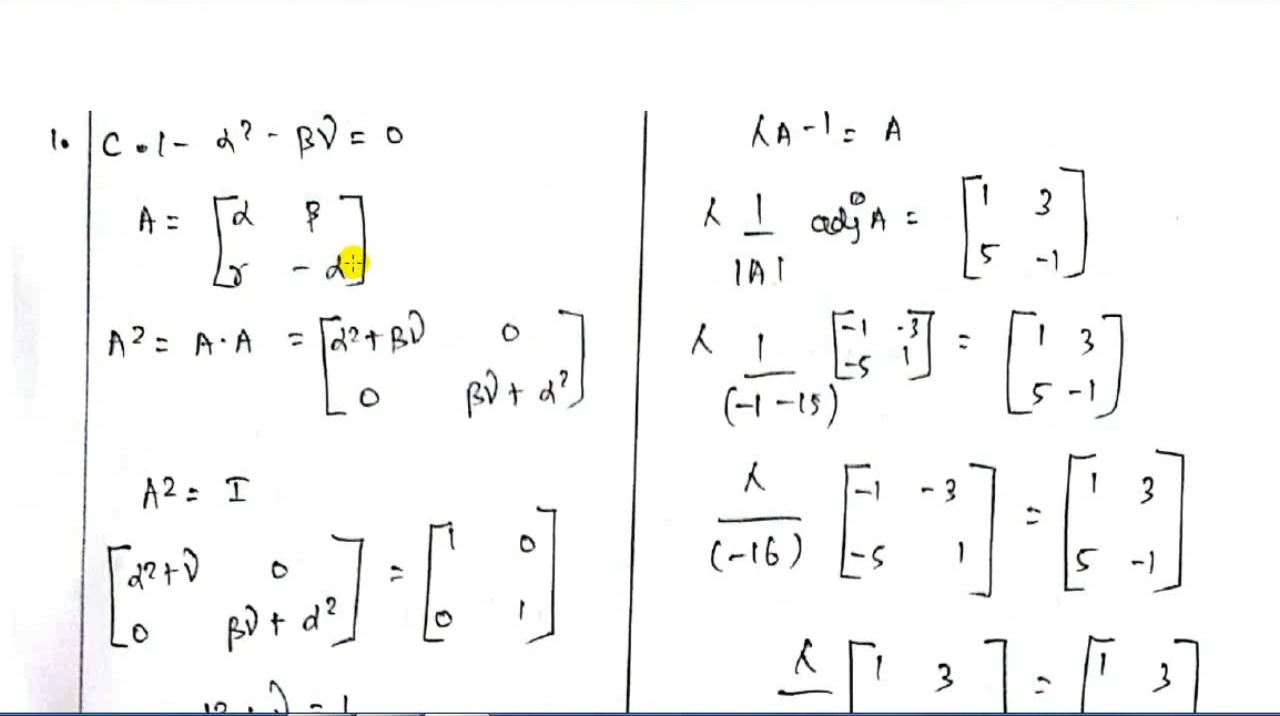 1. C. 1 - α² - βγ = 0
A = [α β
γ -α]
A² = A·A = [α²+βγ 0
0 βγ+α²]
A² = I
[α²+γ 0
0 βγ+α²] = [1 0
0 1]
λA-1 = A
λ 1/|A| adj A = [1 3
5 -1]
λ 1/(-1-15) [-1 -3
-5 1] = [1 3
5 -1]
λ/(-16) [-1 -3
-5 1] = [1 3
5 -1]
λ [1 3 = [1 3